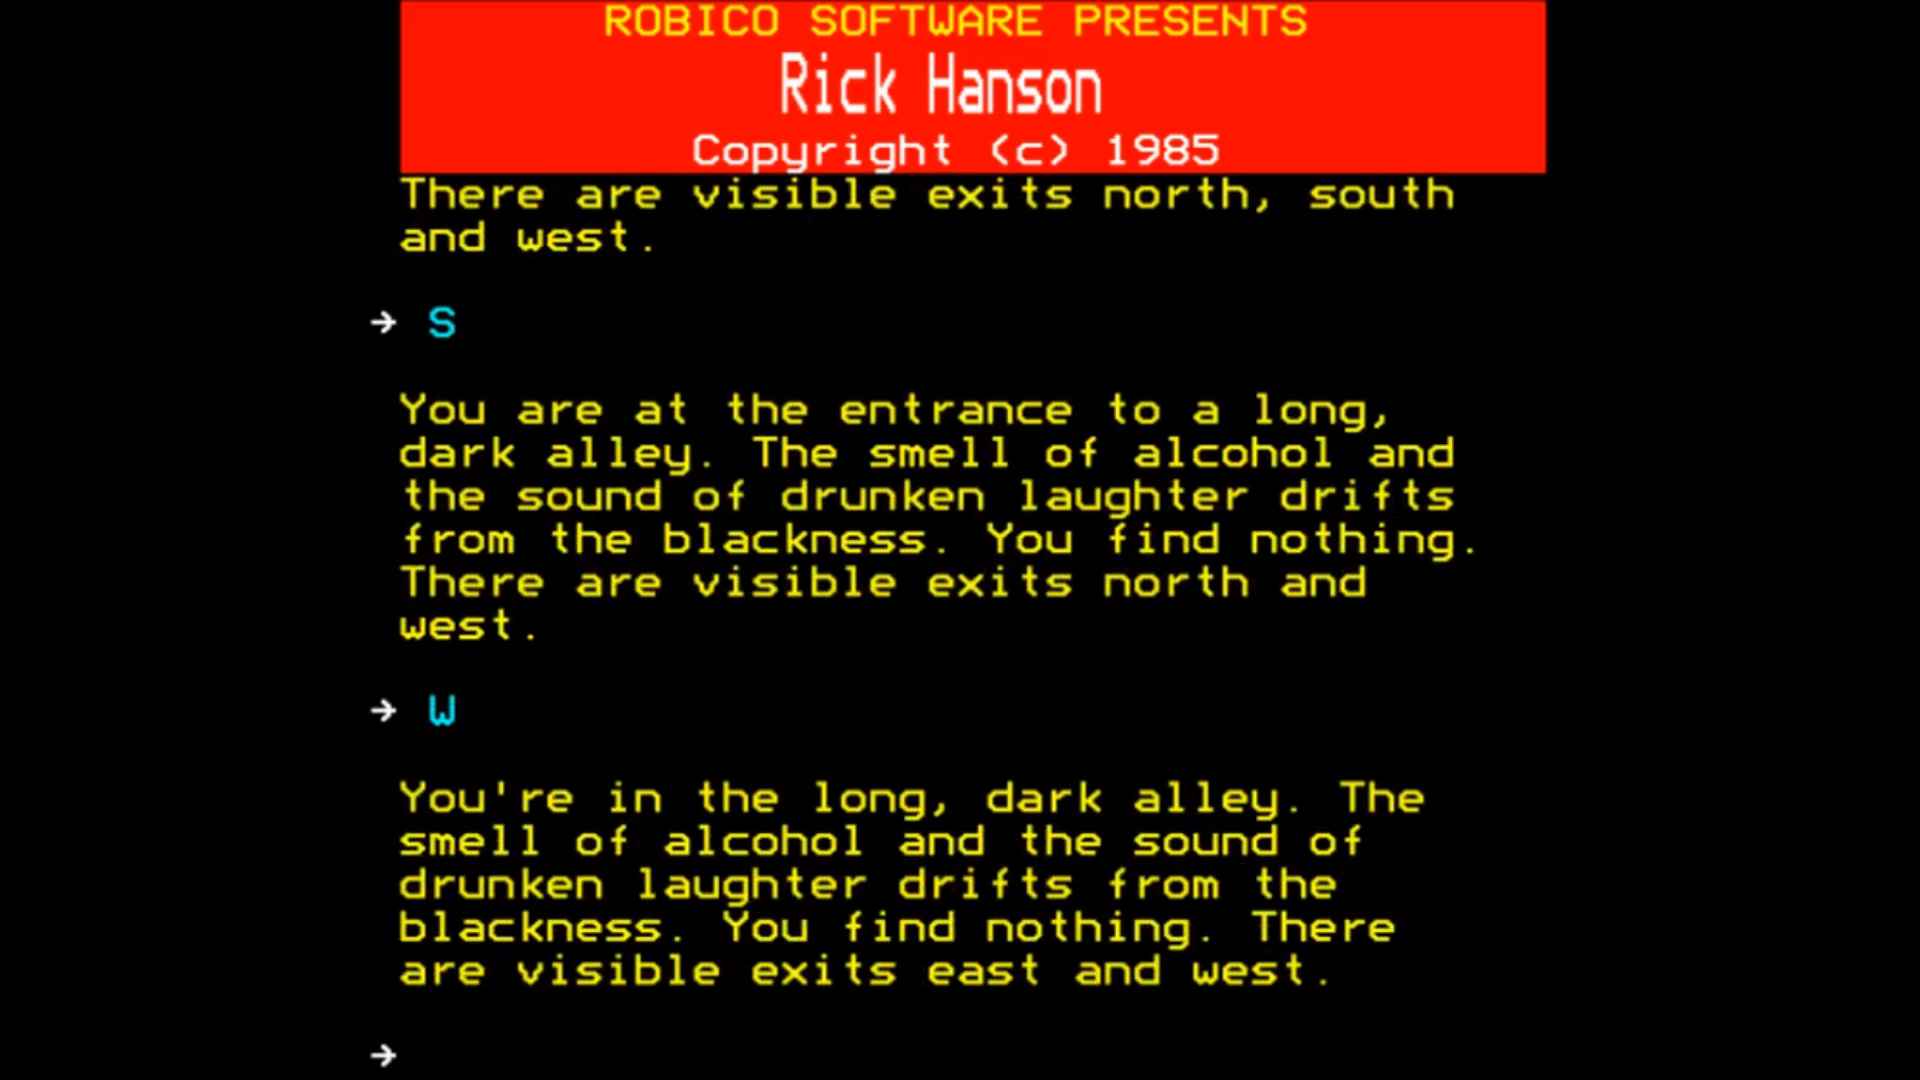 ROBICO SOFTWARE PRESENTS
Rick Hanson
Copyright (c) 1985
There are visible exits north, south
and west.
→ S
You are at the entrance to a long,
dark alley. The smell of alcohol and
the sound of drunken laughter drifts
from the blackness. You find nothing.
There are visible exits north and
west.
→ W
You're in the long, dark alley. The
smell of alcohol and the sound of
drunken laughter drifts from the
blackness. You find nothing. There
are visible exits east and west.
→